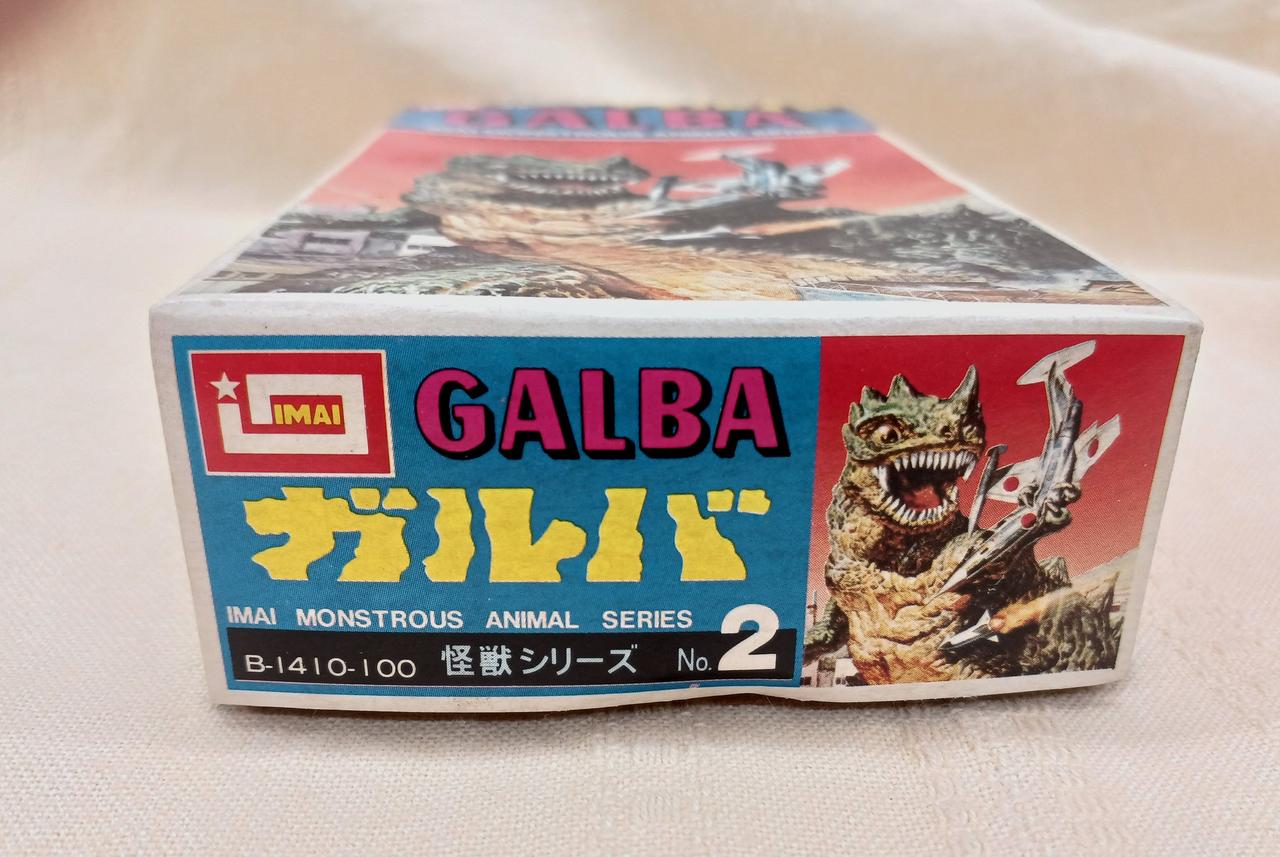 GALBA
IMAI
GALBA
ガルバ
IMAI MONSTROUS ANIMAL SERIES
B-1410-100 怪獣シリーズ No. 2